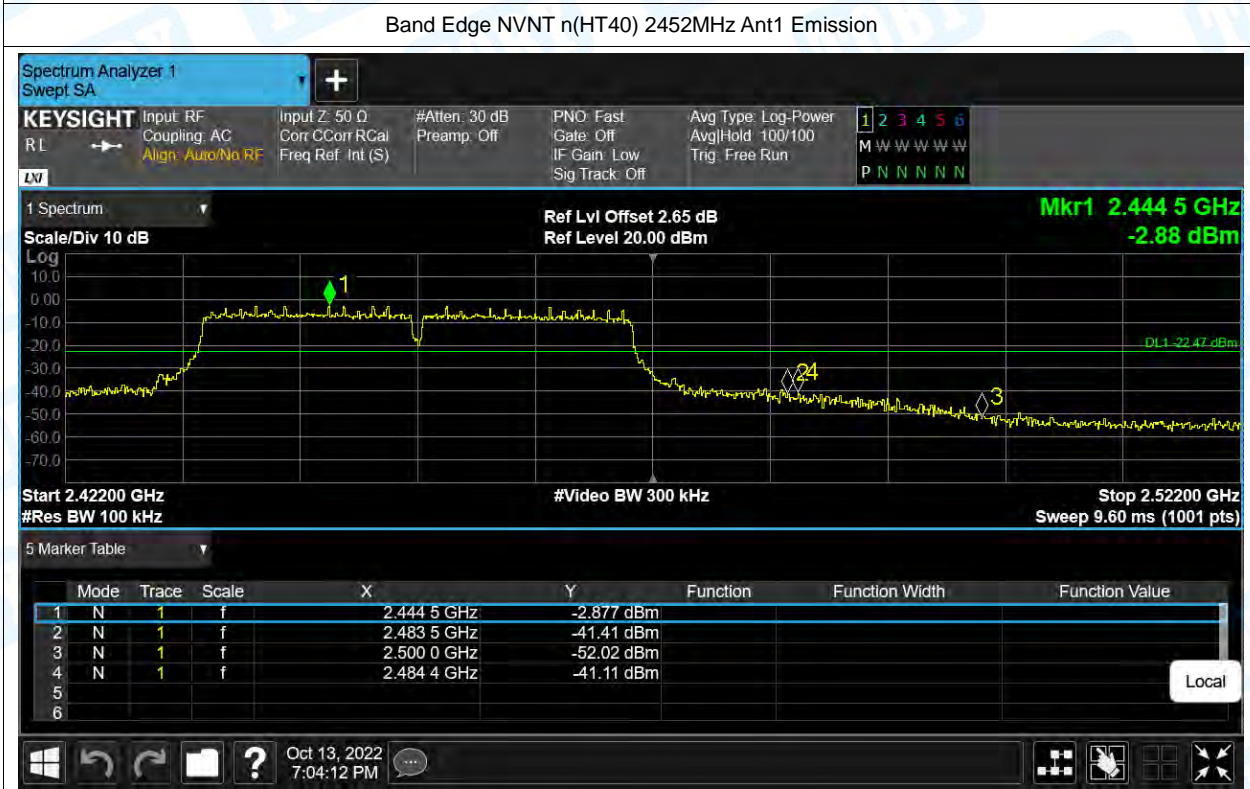 Band Edge NVNT n(HT40) 2452MHz Ant1 Emission
Spectrum Analyzer 1
Swept SA
+
KEYSIGHT
RL
LXI
Input: RF
Coupling: AC
Align: Auto/No RF
Input Z: 50 Ω
Corr CCorr RCal
Freq Ref: Int (S)
#Atten: 30 dB
Preamp: Off
PNO: Fast
Gate: Off
IF Gain: Low
Sig Track: Off
Avg Type: Log-Power
Avg|Hold: 100/100
Trig: Free Run
1 2 3 4 5 6
M W W W W W
P N N N N N
1 Spectrum
Scale/Div 10 dB
Ref Lvl Offset 2.65 dB
Ref Level 20.00 dBm
Mkr1 2.444 5 GHz
-2.88 dBm
Log
10.0
0.00
-10.0
-20.0
-30.0
-40.0
-50.0
-60.0
-70.0
1
DL1 -22.47 dBm
24
3
Start 2.42200 GHz
#Video BW 300 kHz
Stop 2.52200 GHz
#Res BW 100 kHz
Sweep 9.60 ms (1001 pts)
5 Marker Table
Mode Trace Scale X Y Function Function Width Function Value
1 N 1 f 2.444 5 GHz -2.877 dBm
2 N 1 f 2.483 5 GHz -41.41 dBm
3 N 1 f 2.500 0 GHz -52.02 dBm
4 N 1 f 2.484 4 GHz -41.11 dBm
5
6
Local
?
Oct 13, 2022
7:04:12 PM